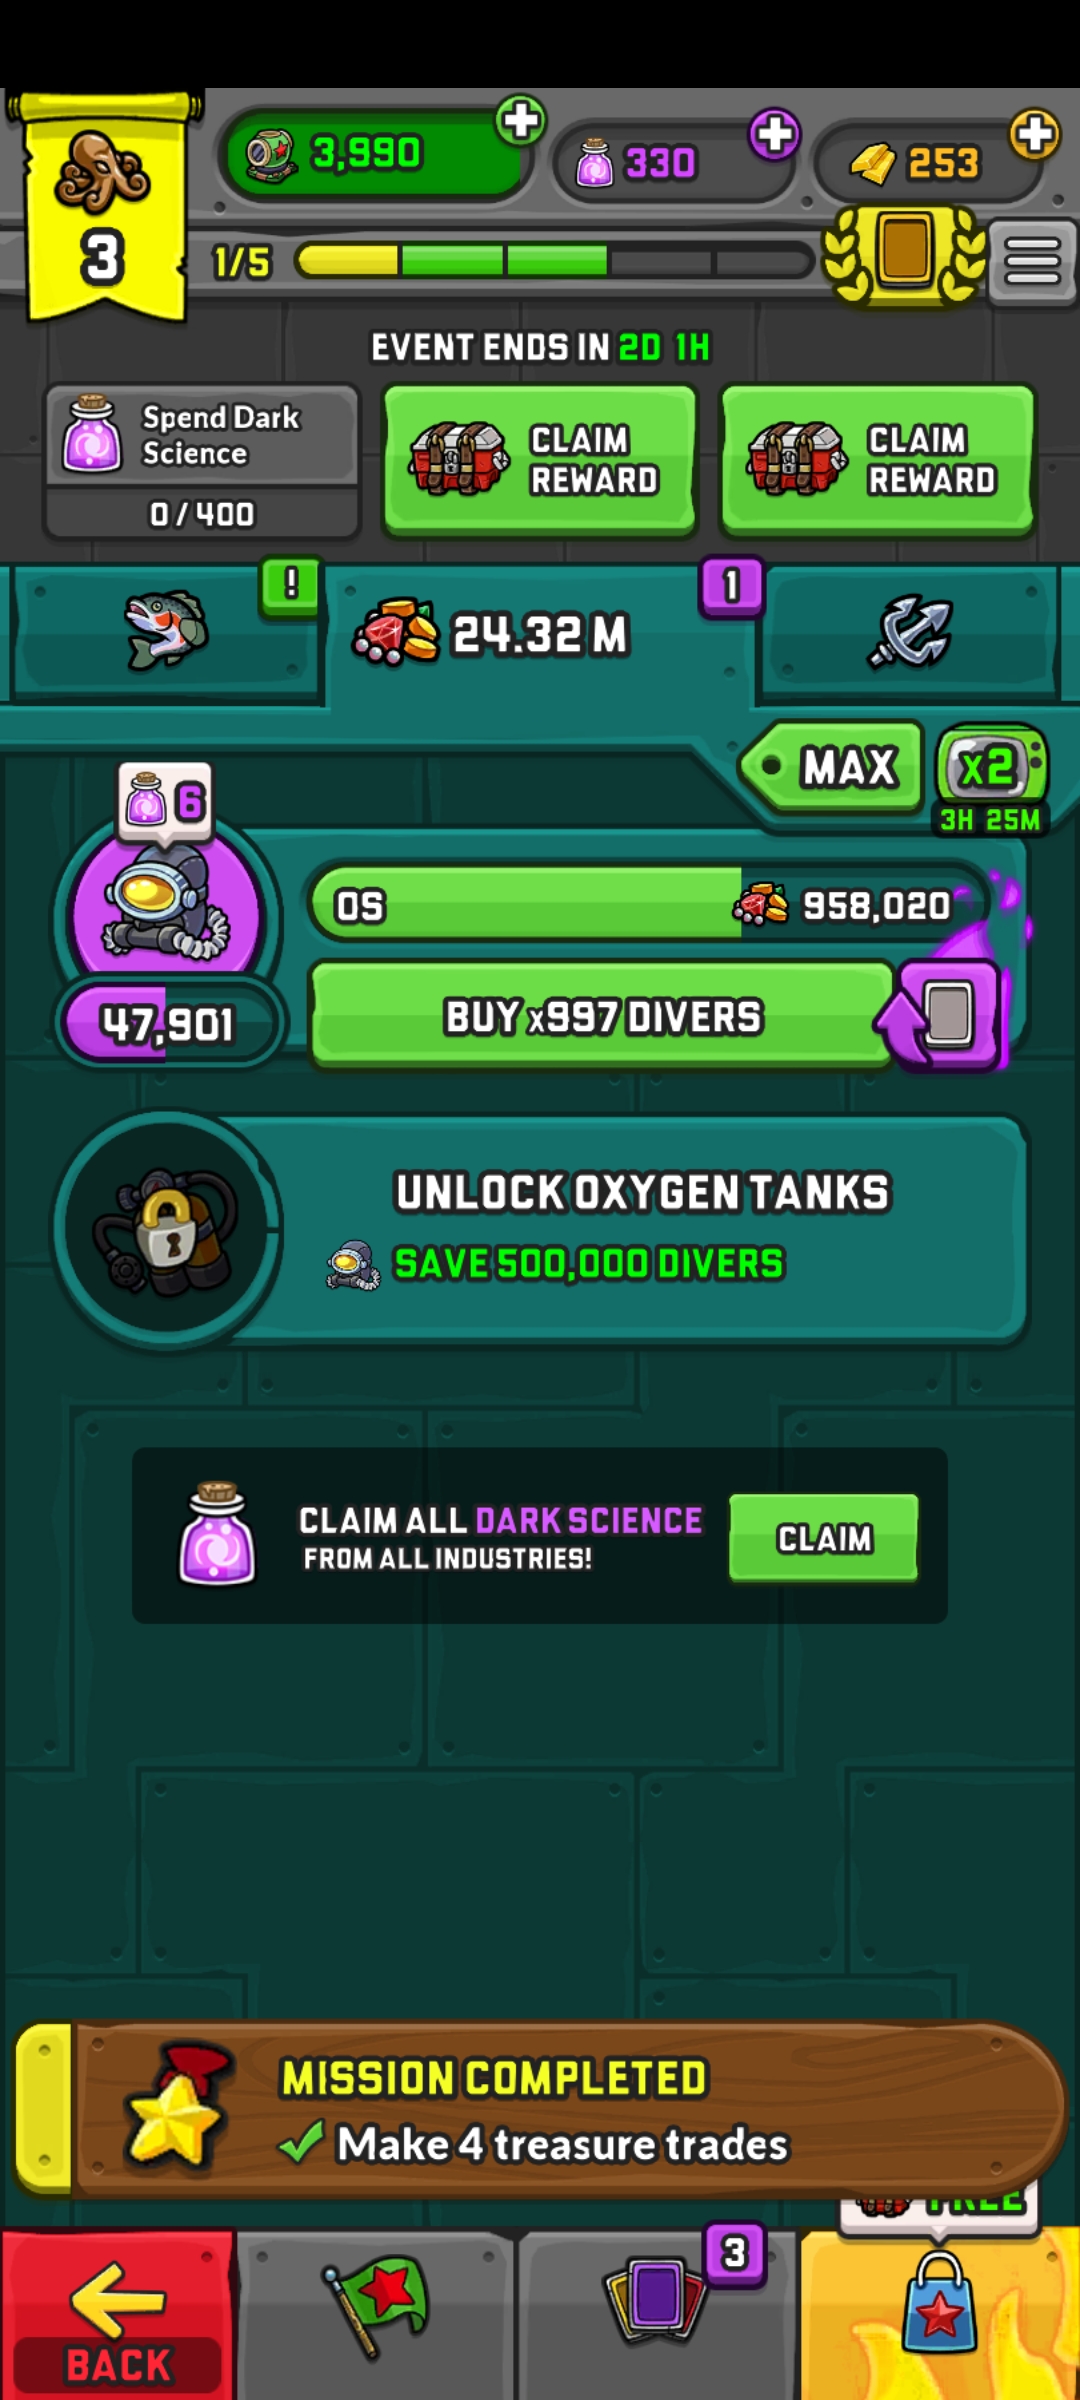 3,990
330
253
3
1/5
EVENT ENDS IN 2D 1H
Spend Dark
Science
0 / 400
CLAIM
REWARD
CLAIM
REWARD
!
24.32 M
1
MAX
x2
3H 25M
6
0S
958,020
47,901
BUY x997 DIVERS
UNLOCK OXYGEN TANKS
SAVE 500,000 DIVERS
CLAIM ALL DARK SCIENCE
FROM ALL INDUSTRIES!
CLAIM
MISSION COMPLETED
Make 4 treasure trades
FREE
3
BACK